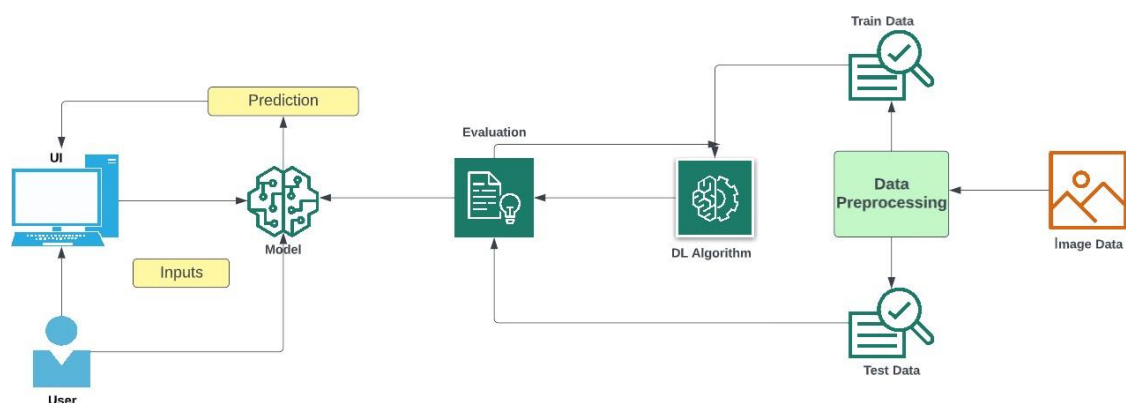 Train Data
Prediction
Evaluation
UI
Data
Preprocessing
Model
DL Algorithm
Image Data
Inputs
Test Data
User